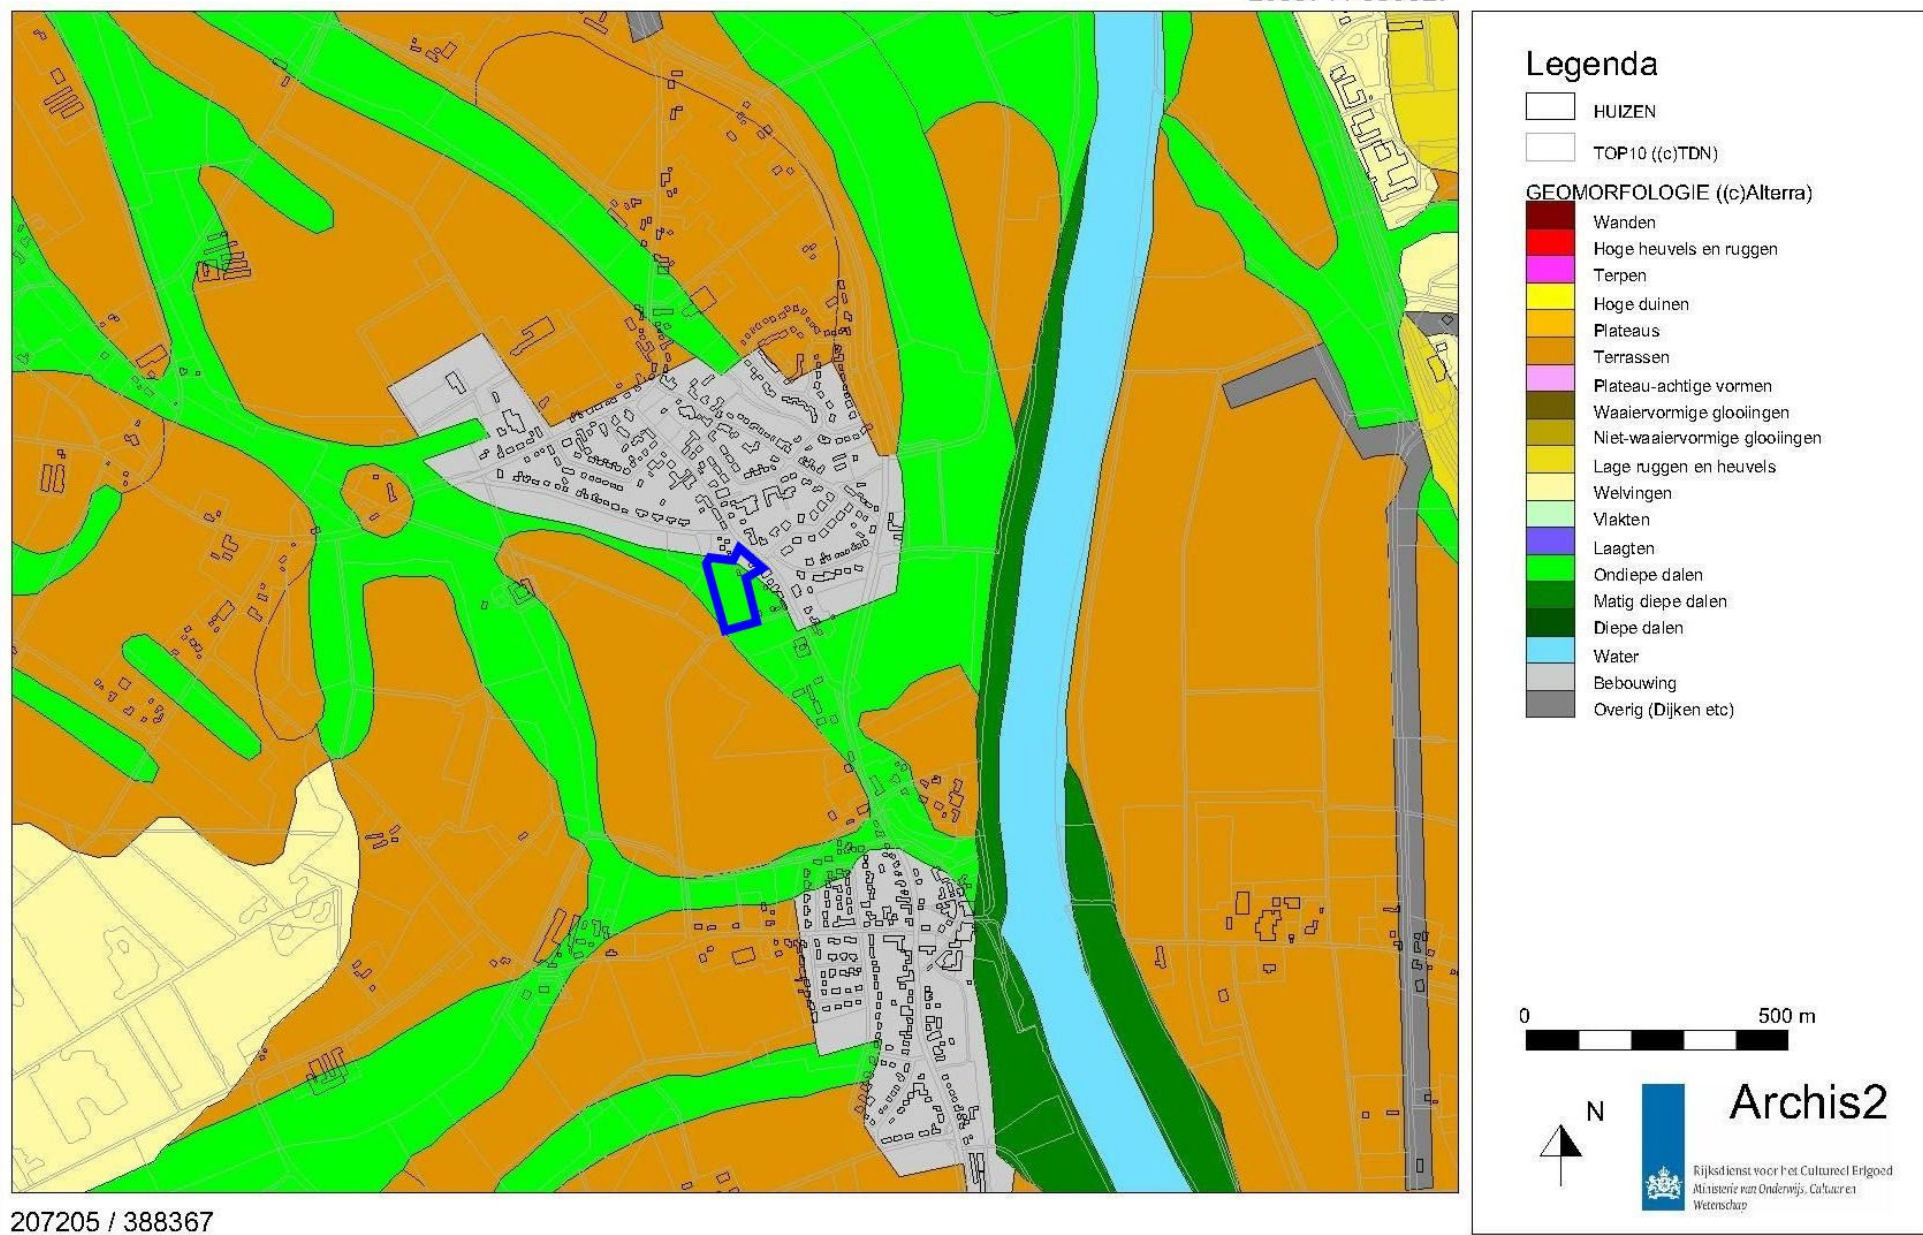 Legenda
HUIZEN
TOP10 ((c)TDN)
GEOMORFOLOGIE ((c)Alterra)
Wanden
Hoge heuvels en ruggen
Terpen
Hoge duinen
Plateaus
Terrassen
Plateau-achtige vormen
Waaiervormige glooiingen
Niet-waaiervormige glooiingen
Lage ruggen en heuvels
Welvingen
Vlakten
Laagten
Ondiepe dalen
Matig diepe dalen
Diepe dalen
Water
Bebouwing
Overig (Dijken etc)
0 500 m
N
Archis2
Rijksdienst voor het Cultureel Erfgoed
Ministerie van Onderwijs, Cultuur en
Wetenschap
207205 / 388367